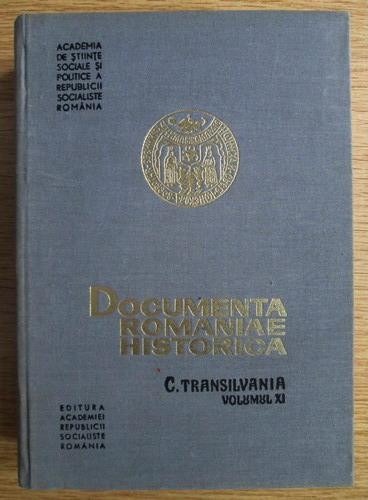 ACADEMIA
DE ȘTIINȚE
SOCIALE ȘI
POLITICE A
REPUBLICII
SOCIALISTE
ROMÂNIA
DOCUMENTA
ROMANIAE
HISTORICA
C. TRANSILVANIA
VOLUMUL XI
EDITURA
ACADEMIEI
REPUBLICII
SOCIALISTE
ROMÂNIA